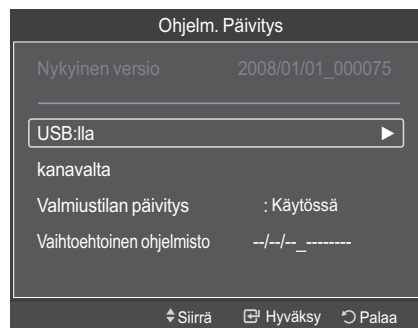 Ohjelm. Päivitys
Nykyinen versio 2008/01/01_000075
USB:lla ►
kanavalta
Valmiustilan päivitys : Käytössä
Vaihtoehtoinen ohjelmisto --/--/--_--------
Siirrä Hyväksy Palaa